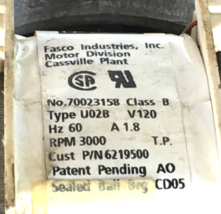 Fasco Industries, Inc.
Motor Division
Cassville Plant
No.70023158 Class B
Type U02B V120
Hz 60 A 1.8
RPM 3000 T.P.
Cust P/N 6219500
Patent Pending AO
Sealed Ball Brg CD05